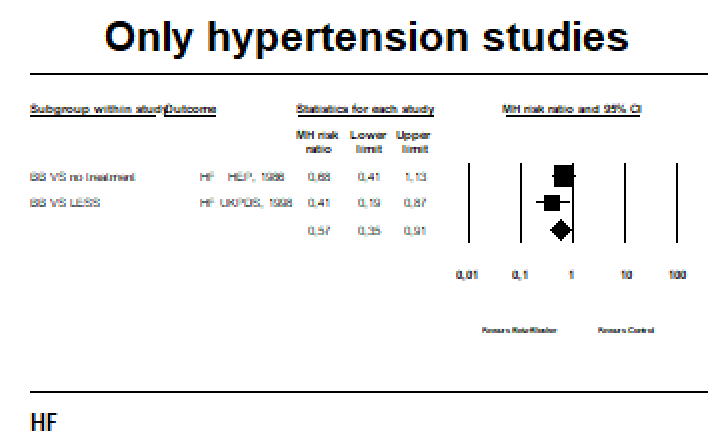 Only hypertension studies
Subgroup within study Outcome Statistics for each study MH risk ratio and 95% CI
MH risk ratio Lower limit Upper limit
BB VS no treatment HF HEP, 1986 0,68 0,41 1,13
BB VS LESS HF UKPDS, 1998 0,41 0,19 0,87
0,57 0,35 0,91
0,01 0,1 1 10 100
Favours BetaBlocker Favours Control
HF